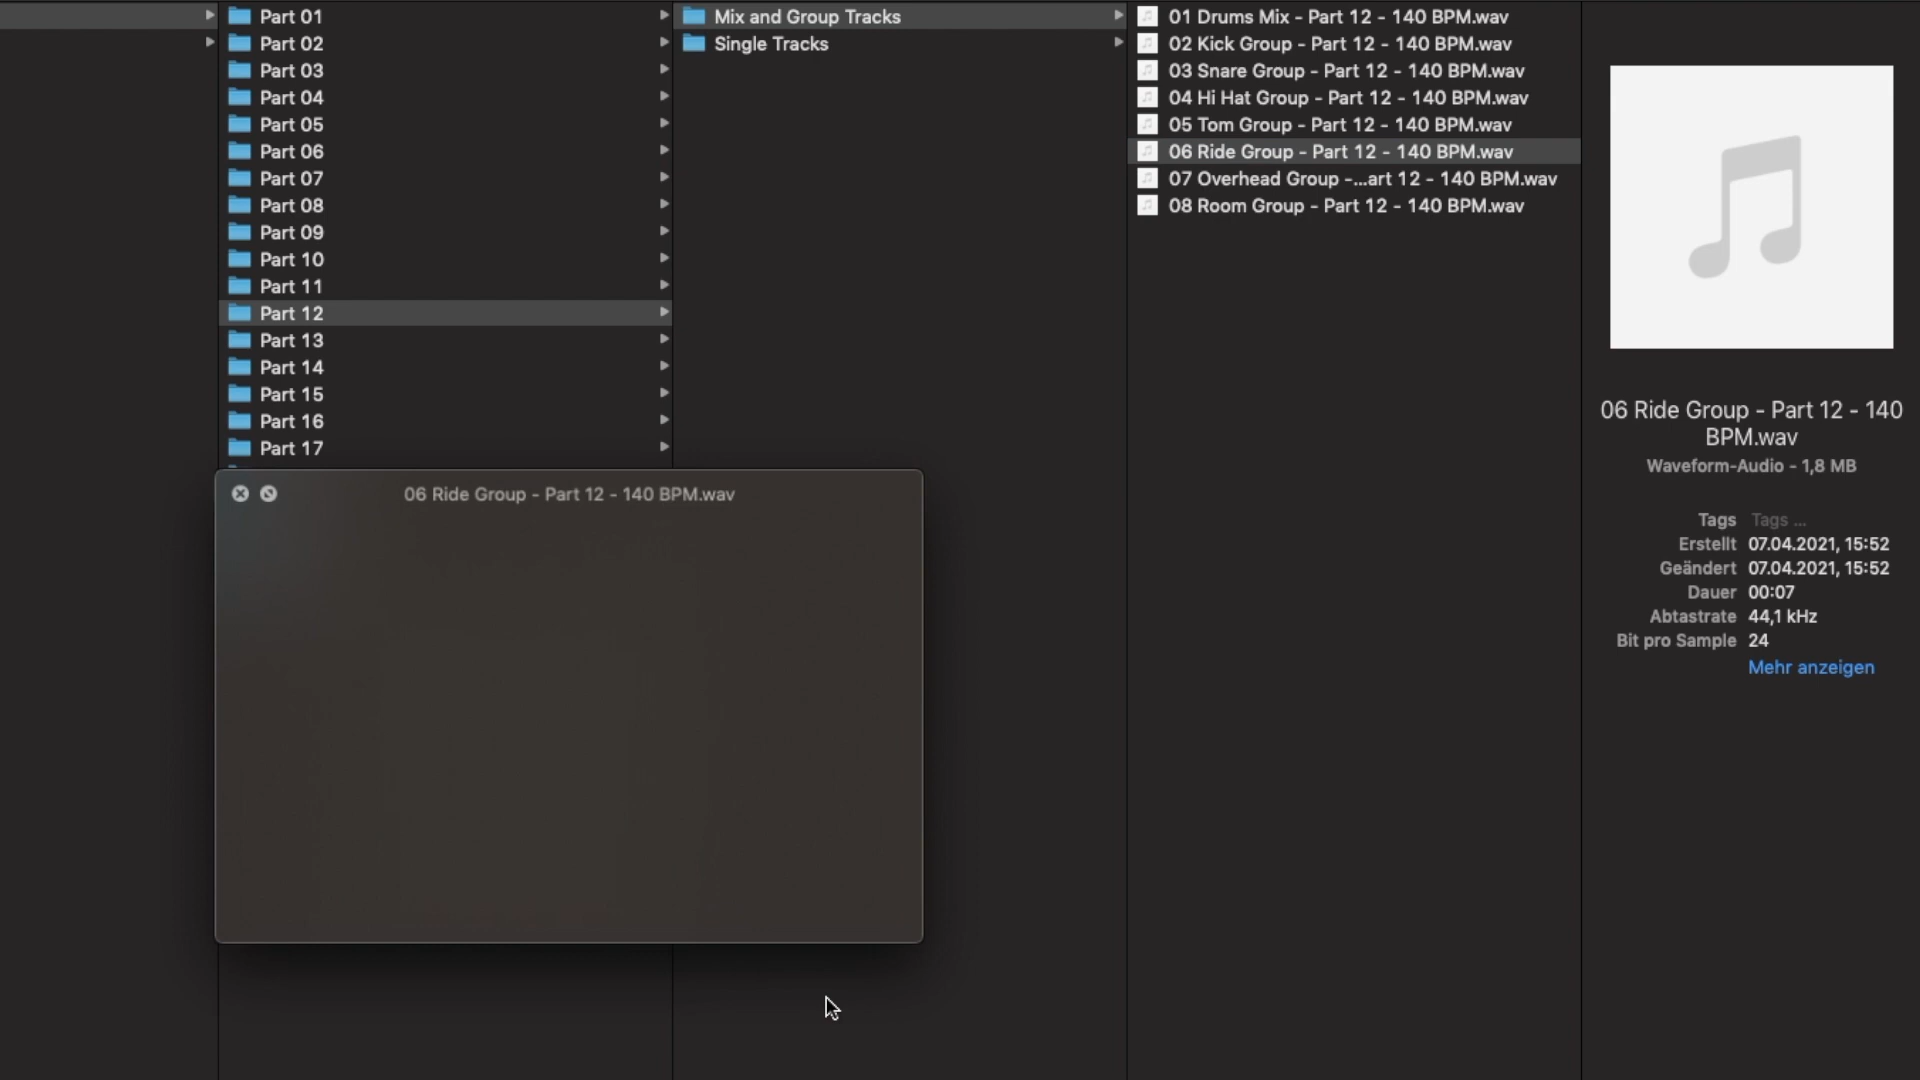 Part 01
Part 02
Part 03
Part 04
Part 05
Part 06
Part 07
Part 08
Part 09
Part 10
Part 11
Part 12
Part 13
Part 14
Part 15
Part 16
Part 17
Mix and Group Tracks
Single Tracks
01 Drums Mix - Part 12 - 140 BPM.wav
02 Kick Group - Part 12 - 140 BPM.wav
03 Snare Group - Part 12 - 140 BPM.wav
04 Hi Hat Group - Part 12 - 140 BPM.wav
05 Tom Group - Part 12 - 140 BPM.wav
06 Ride Group - Part 12 - 140 BPM.wav
07 Overhead Group -...art 12 - 140 BPM.wav
08 Room Group - Part 12 - 140 BPM.wav
06 Ride Group - Part 12 - 140
BPM.wav
Waveform-Audio - 1,8 MB
Tags Tags ...
Erstellt 07.04.2021, 15:52
Geändert 07.04.2021, 15:52
Dauer 00:07
Abtastrate 44,1 kHz
Bit pro Sample 24
Mehr anzeigen
06 Ride Group - Part 12 - 140 BPM.wav